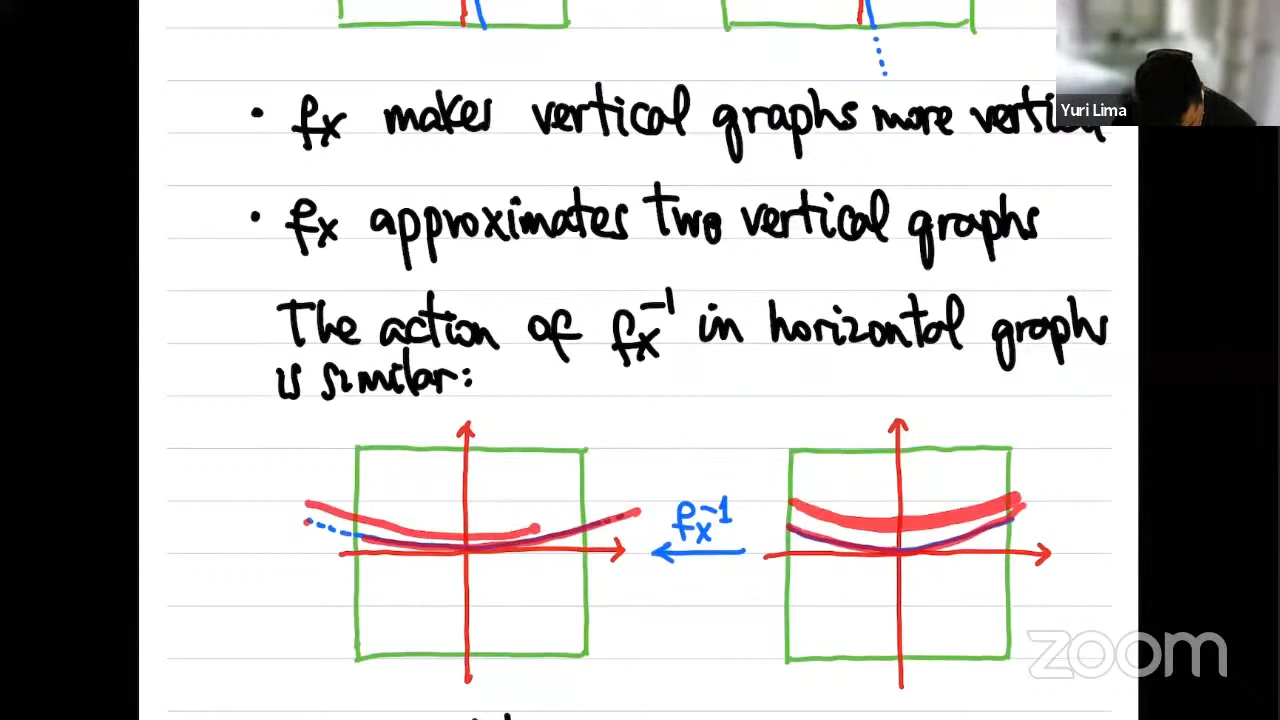 • fx makes vertical graphs more vertical
Yuri Lima
• fx approximates two vertical graphs
The action of fx⁻¹ in horizontal graphs
is similar:
fx⁻¹
zoom